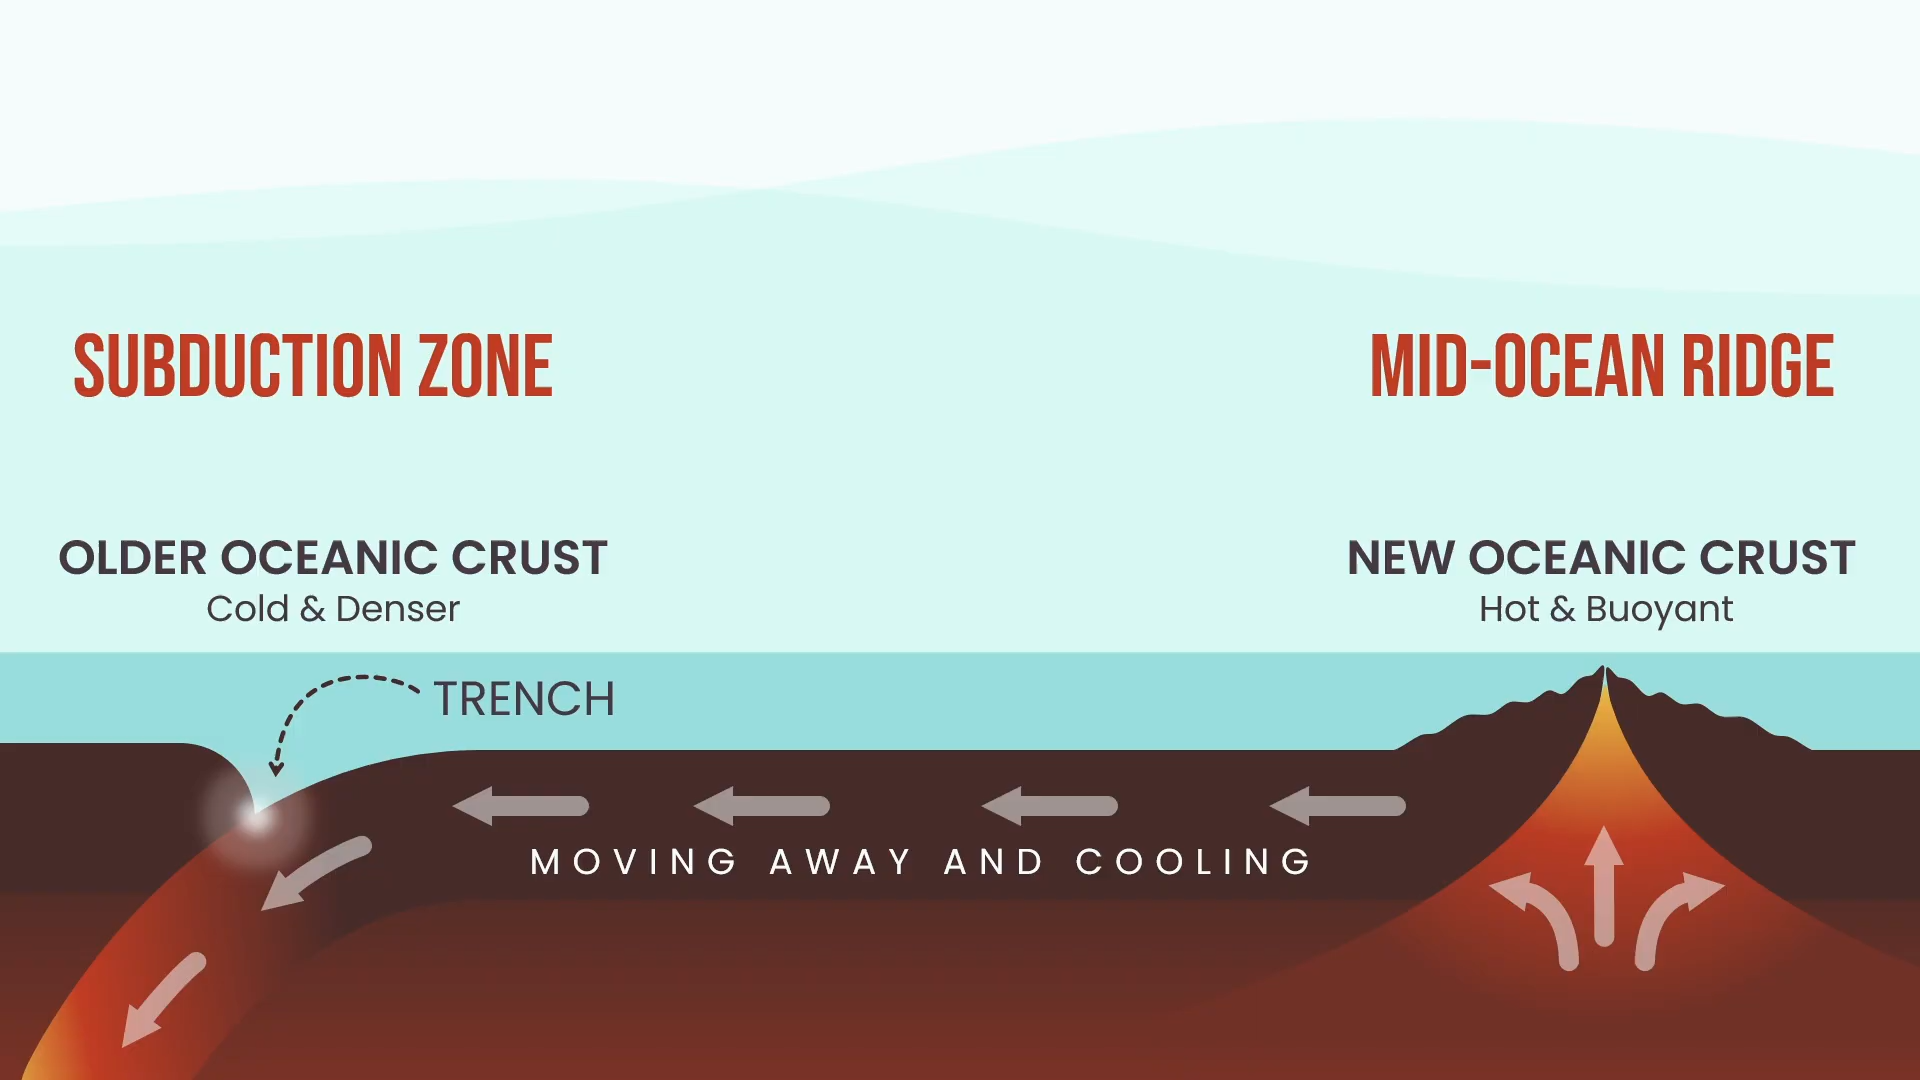 SUBDUCTION ZONE
MID-OCEAN RIDGE
OLDER OCEANIC CRUST
Cold & Denser
NEW OCEANIC CRUST
Hot & Buoyant
TRENCH
MOVING AWAY AND COOLING